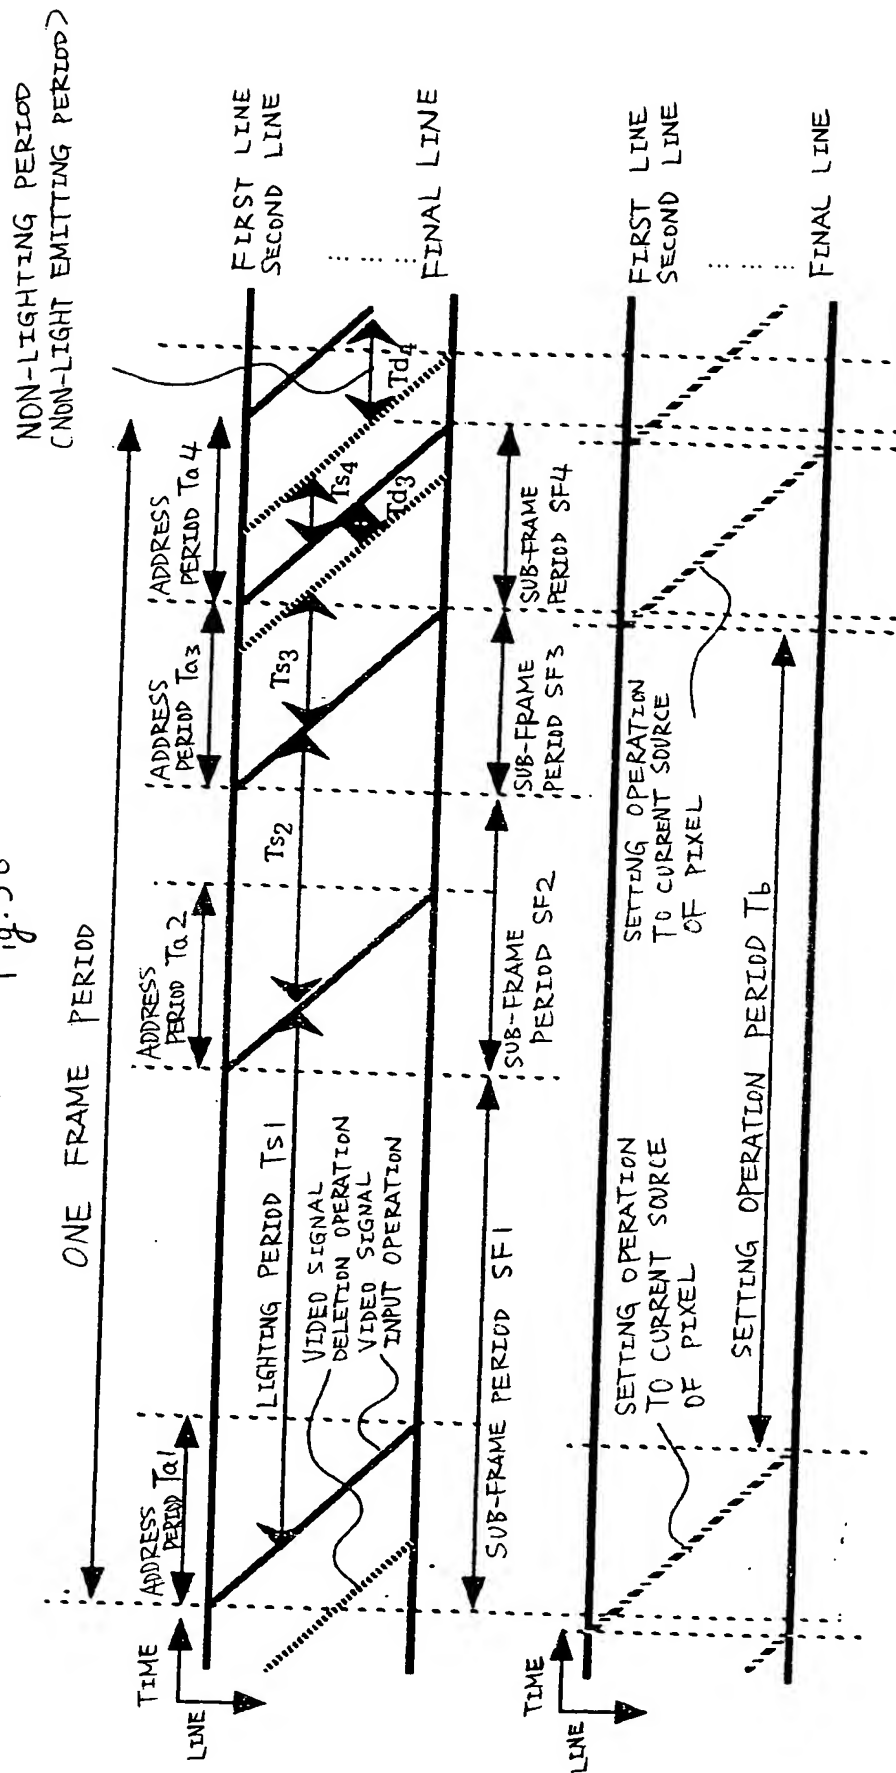 Fig.
ONE FRAME PERIOD
NON-LIGHTING PERIOD
(NON-LIGHT EMITTING PERIOD)
TIME
LINE
ADDRESS
PERIOD Ta1
ADDRESS
PERIOD Ta2
ADDRESS
PERIOD Ta3
ADDRESS
PERIOD Ta4
FIRST LINE
SECOND LINE
......
FINAL LINE
LIGHTING PERIOD Ts1
Ts2
Ts3
Ts4
Td3
Td4
VIDEO SIGNAL
DELETION OPERATION
VIDEO SIGNAL
INPUT OPERATION
SUB-FRAME PERIOD SF1
SUB-FRAME
PERIOD SF2
SUB-FRAME
PERIOD SF3
SUB-FRAME
PERIOD SF4
TIME
LINE
SETTING OPERATION
TO CURRENT SOURCE
OF PIXEL
SETTING OPERATION
TO CURRENT SOURCE
OF PIXEL
FIRST LINE
SECOND LINE
......
FINAL LINE
SETTING OPERATION PERIOD Tb